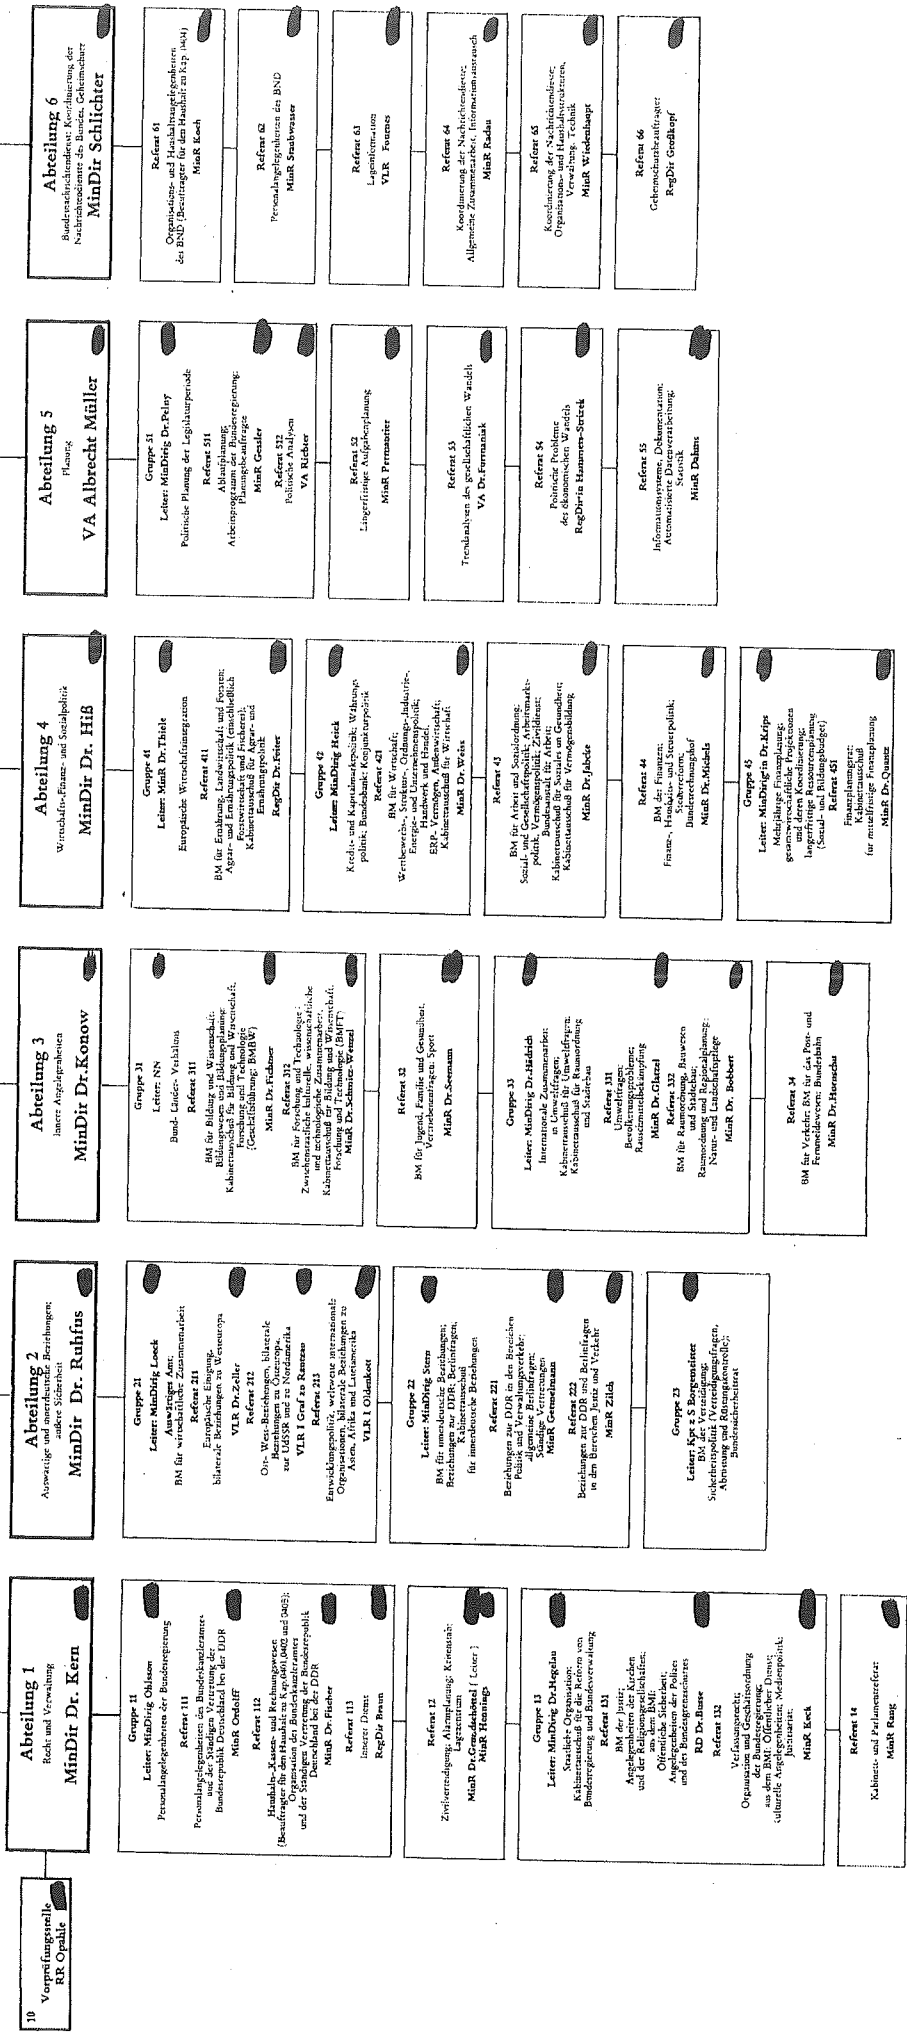 10
Vorprüfungsstelle
RR Opahle
Abteilung 1
Recht und Verwaltung
MinDir Dr. Kern
Gruppe 11
Leiter: MinDirig Ohlsson
Personalangelegenheiten der Bundesregierung
Referat 111
Personalangelegenheiten des Bundeskanzleramtes
und der Ständigen Vertretung der
Bundesrepublik Deutschland bei der DDR
MinR Ordolff
Referat 112
Haushalts-, Kassen- und Rechnungswesen
(Beauftragter für den Haushalt zu Kap. 0401, 0402 und 0405);
Organisation des Bundeskanzleramtes
und der Ständigen Vertretung der Bundesrepublik
Deutschland bei der DDR
MinR Dr. Fischer
Referat 113
Innerer Dienst
RegDir Braun
Referat 12
Zivilverteidigung; Alarmplanung; Krisenstab;
Lagezentrum
MinR Dr. Gemdschöttel [ Leiter ]
MinR Hennings
Gruppe 13
Leiter: MinDirig Dr. Hegelau
Staatliche Organisation;
Kabinettausschuß für die Reform von
Bundesregierung und Bundesverwaltung
Referat 131
BM der Justiz;
Angelegenheiten der Kirchen
und der Religionsgesellschaften;
aus dem BMI:
Öffentliche Sicherheit;
Angelegenheiten der Polizei
und des Bundesgrenzschutzes
RD Dr. Busse
Referat 132
Verfassungsrecht;
Organisation und Geschäftsordnung
der Bundesregierung;
aus dem BMI: Öffentlicher Dienst;
kulturelle Angelegenheiten; Medienpolitik;
Justitiariat
MinR Keck
Referat 14
Kabinett- und Parlamentreferat
MinR Rang
Abteilung 2
Auswärtige und innerdeutsche Beziehungen;
äußere Sicherheit
MinDir Dr. Ruhfus
Gruppe 21
Leiter: MinDirig Loeck
Auswärtiges Amt;
BM für wirtschaftliche Zusammenarbeit
Referat 211
Europäische Einigung,
bilaterale Beziehungen zu Westeuropa
VLR Dr. Zeller
Referat 212
Ost-West-Beziehungen, bilaterale
Beziehungen zu Osteuropa,
zur UdSSR und zu Nordamerika
VLR I Graf zu Rantzau
Referat 213
Entwicklungspolitik, weltweite internationale
Organisationen, bilaterale Beziehungen zu
Asien, Afrika und Lateinamerika
VLR I Oldenkott
Gruppe 22
Leiter: MinDirig Stern
BM für innerdeutsche Beziehungen;
Beziehungen zur DDR; Berlinfragen,
Kabinettausschuß
für innerdeutsche Beziehungen
Referat 221
Beziehungen zur DDR in den Bereichen
Politik und Verwaltungsverkehr;
allgemeine Berlinfragen;
Ständige Vertretungen
MinR Germelmann
Referat 222
Beziehungen zur DDR und Berlinfragen
in den Bereichen Justiz und Verkehr
MinR Zilch
Gruppe 23
Leiter: Kpt z S Borgemeister
BM der Verteidigung;
Sicherheitspolitik (Verteidigungsfragen,
Abrüstung und Rüstungskontrolle);
Bundessicherheitsrat
Abteilung 3
Innere Angelegenheiten
MinDir Dr. Konow
Gruppe 31
Leiter: NN
Bund-Länder-Verhältnis
Referat 311
BM für Bildung und Wissenschaft;
Bildungswesen und Bildungsplanung;
Kabinettausschuß für Bildung und Wissenschaft,
Forschung und Technologie
(Geschäftsführung: BMBW)
MinR Dr. Fichtner
Referat 312
BM für Forschung und Technologie;
Zwischenstaatliche kulturelle, wissenschaftliche
und technologische Zusammenarbeit,
Kabinettausschuß für Bildung und Wissenschaft,
Forschung und Technologie (BMFT)
MinR Dr. Schmitz-Wenzel
Referat 32
BM für Jugend, Familie und Gesundheit,
Vertriebenenfragen; Sport
MinR Dr. Seemann
Gruppe 33
Leiter: MinDirig Dr. Hadrich
Internationale Zusammenarbeit
in Umweltfragen;
Kabinettausschuß für Umweltfragen;
Kabinettausschuß für Raumordnung
und Städtebau
Referat 331
Umweltfragen;
Bevölkerungsprobleme;
Rauschmittelbekämpfung
MinR Dr. Glatzel
Referat 332
BM für Raumordnung, Bauwesen
und Städtebau;
Raumordnung und Regionalplanung;
Natur- und Landschaftspflege
MinR Dr. Bobbert
Referat 34
BM für Verkehr; BM für das Post- und
Fernmeldewesen; Bundesbahn
MinR Dr. Hornschu
Abteilung 4
Wirtschafts-, Finanz- und Sozialpolitik
MinDir Dr. Hiß
Gruppe 41
Leiter: MinR Dr. Thiele
Europäische Wirtschaftsintegration
Referat 411
BM für Ernährung, Landwirtschaft und Forsten;
Agrar- und Ernährungspolitik (einschließlich
Forstwirtschaft und Fischerei);
Kabinettausschuß für Agrar- und
Ernährungspolitik
RegDir Dr. Feiter
Gruppe 42
Leiter: MinDirig Heick
Kredit- und Kapitalmarktpolitik; Währungs-
politik; Bundesbank; Konjunkturpolitik
Referat 421
BM für Wirtschaft;
Wettbewerbs-, Struktur-, Ordnungs-, Industrie-,
Energie- und Unternehmenspolitik;
Handwerk und Handel,
ERP-Vermögen, Außenwirtschaft;
Kabinettausschuß für Wirtschaft
MinR Dr. Weiss
Referat 43
BM für Arbeit und Sozialordnung;
Sozial- und Gesellschaftspolitik; Arbeitsmarkt-
politik, Vermögenspolitik; Zivildienst;
Bundesanstalt für Arbeit;
Kabinettausschuß für Soziales un Gesundheit;
Kabinettausschuß für Vermögensbildung
MinR Dr. Jabcke
Referat 44
BM der Finanzen;
Finanz-, Haushalts- und Steuerpolitik;
Steuerreform;
Bundesrechnungshof
MinR Dr. Michels
Gruppe 45
Leiter: MinDirig'in Dr. Krips
Mehrjährige Finanzplanung;
gesamtwirtschaftliche Projektionen
und deren Koordinierung;
längerfristige Ressourcenplanung
(Sozial- und Bildungsbudget)
Referat 451
Finanzplanungsrat;
Kabinettausschuß
für mittelfristige Finanzplanung
MinR Dr. Quantz
Abteilung 5
Planung
VA Albrecht Müller
Gruppe 51
Leiter: MinDirig Dr. Pelny
Politische Planung der Legislaturperiode
Referat 511
Ablaufplanung;
Arbeitsprogramm der Bundesregierung;
Planungsbeauftragte
MinR Gessler
Referat 512
Politische Analysen
VA Richter
Referat 52
Längerfristige Aufgabenplanung
MinR Permantier
Referat 53
Trendanalysen des gesellschaftlichen Wandels
VA Dr. Furmaniak
Referat 54
Politische Probleme
des ökonomischen Wandels
RegDir'in Hammern-Strizek
Referat 55
Informationssysteme, Dokumentation;
Automatisierte Datenverarbeitung;
Statistik
MinR Dahms
Abteilung 6
Bundesnachrichtendienst; Koordinierung der
Nachrichtendienste des Bundes, Geheimschutz
MinDir Schlichter
Referat 61
Organisations- und Haushaltsangelegenheiten
des BND (Beauftragter für den Haushalt zu Kap. 0404)
MinR Koch
Referat 62
Personalangelegenheiten des BND
MinR Staubwasser
Referat 63
Lageinformation
VLR Fournes
Referat 64
Koordinierung der Nachrichtendienste;
Allgemeine Zusammenarbeit, Informationsaustausch
MinR Radau
Referat 65
Koordinierung der Nachrichtendienste;
Organisations- und Haushaltsstrukturen,
Verwaltung, Technik
MinR Wiedenhaupt
Referat 66
Geheimschutzbeauftragter
RegDir Großkopf